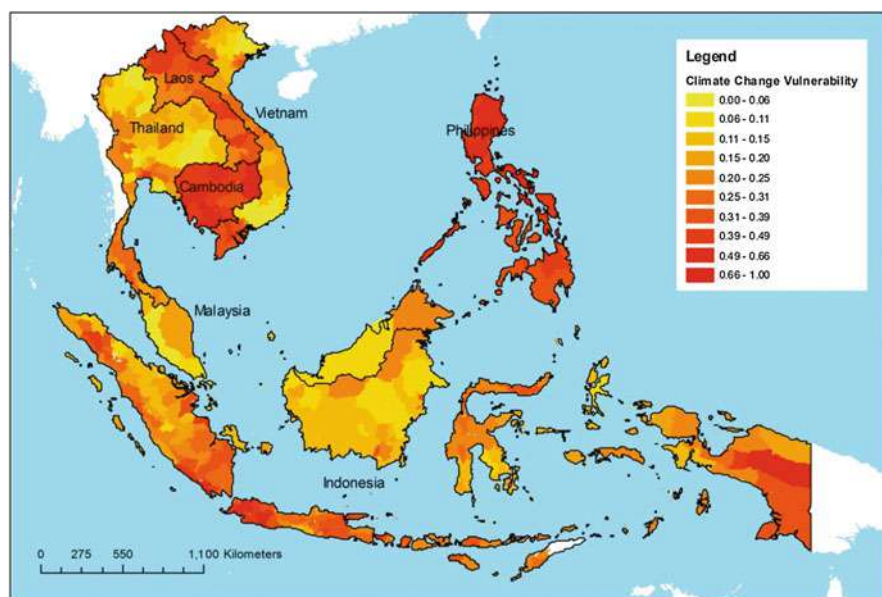 Legend
Climate Change Vulnerability
0.00 - 0.06
0.06 - 0.11
0.11 - 0.15
0.15 - 0.20
0.20 - 0.25
0.25 - 0.31
0.31 - 0.39
0.39 - 0.49
0.49 - 0.66
0.66 - 1.00
Laos
Vietnam
Thailand
Philippines
Cambodia
Malaysia
Indonesia
0 275 550 1,100 Kilometers